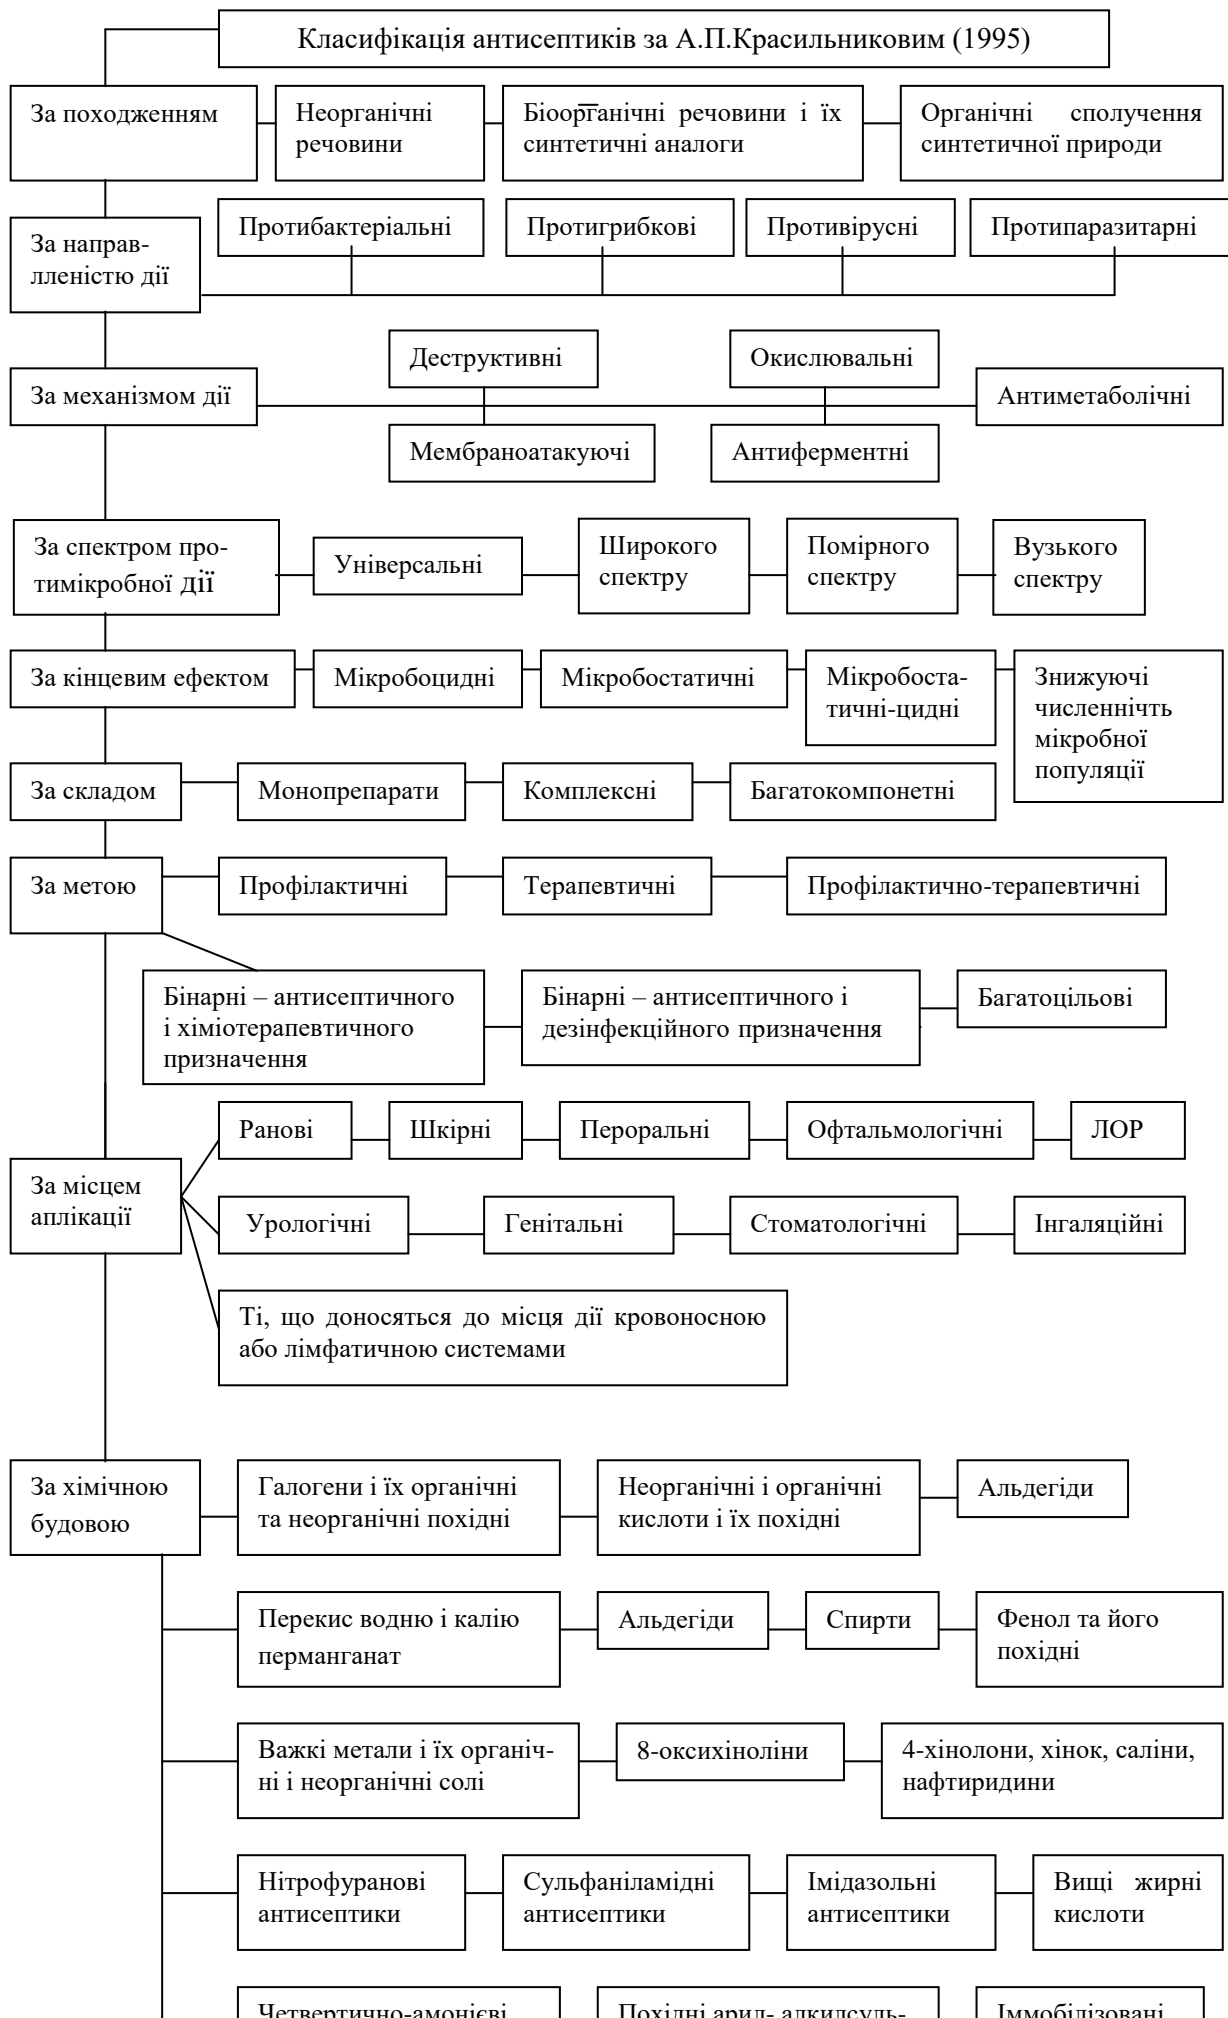 Класифікація антисептиків за А.П.Красильниковим (1995)
За походженням
Неорганічні
речовини
Біоорганічні речовини і їх
синтетичні аналоги
Органічні сполучення
синтетичної природи
За направ-
лленістю дії
Протибактеріальні
Протигрибкові
Противірусні
Протипаразитарні
За механізмом дії
Деструктивні
Окислювальні
Антиметаболічні
Мембраноатакуючі
Антиферментні
За спектром про-
тимікробної дії
Універсальні
Широкого
спектру
Помірного
спектру
Вузького
спектру
За кінцевим ефектом
Мікробоцидні
Мікробостатичні
Мікробоста-
тичні-цидні
Знижуючі
численнічть
мікробної
популяції
За складом
Монопрепарати
Комплексні
Багатокомпонетні
За метою
Профілактичні
Терапевтичні
Профілактично-терапевтичні
Бінарні – антисептичного
і хіміотерапевтичного
призначення
Бінарні – антисептичного і
дезінфекційного призначення
Багатоцільові
За місцем
аплікації
Ранові
Шкірні
Пероральні
Офтальмологічні
ЛОР
Урологічні
Генітальні
Стоматологічні
Інгаляційні
Ті, що доносяться до місця дії кровоносною
або лімфатичною системами
За хімічною
будовою
Галогени і їх органічні
та неорганічні похідні
Неорганічні і органічні
кислоти і їх похідні
Альдегіди
Перекис водню і калію
перманганат
Альдегіди
Спирти
Фенол та його
похідні
Важкі метали і їх органіч-
ні і неорганічні солі
8-оксихіноліни
4-хінолони, хінок, саліни,
нафтиридини
Нітрофуранові
антисептики
Сульфаніламідні
антисептики
Імідазольні
антисептики
Вищі жирні
кислоти
Четвертично-амонієві
Похідні арил- алкилсуль-
Іммобілізовані